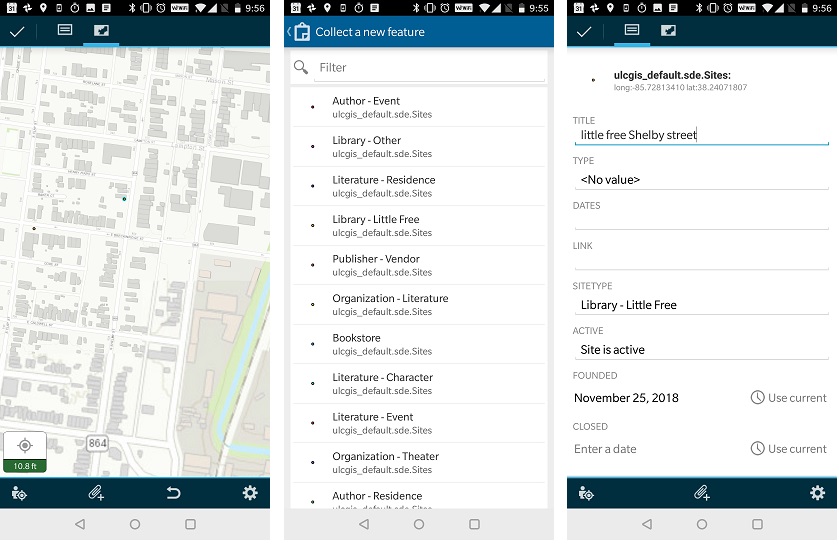 9:56
864
10.8 ft
9:55
Collect a new feature
Filter
Author - Event
ulcgis_default.sde.Sites
Library - Other
ulcgis_default.sde.Sites
Literature - Residence
ulcgis_default.sde.Sites
Library - Little Free
ulcgis_default.sde.Sites
Publisher - Vendor
ulcgis_default.sde.Sites
Organization - Literature
ulcgis_default.sde.Sites
Bookstore
ulcgis_default.sde.Sites
Literature - Character
ulcgis_default.sde.Sites
Literature - Event
ulcgis_default.sde.Sites
Organization - Theater
ulcgis_default.sde.Sites
Author - Residence
ulcgis_default.sde.Sites
9:56
ulcgis_default.sde.Sites:
long:-85.72813410 lat:38.24071807
TITLE
little free Shelby street
TYPE
<No value>
DATES
LINK
SITETYPE
Library - Little Free
ACTIVE
Site is active
FOUNDED
November 25, 2018
Use current
CLOSED
Enter a date
Use current